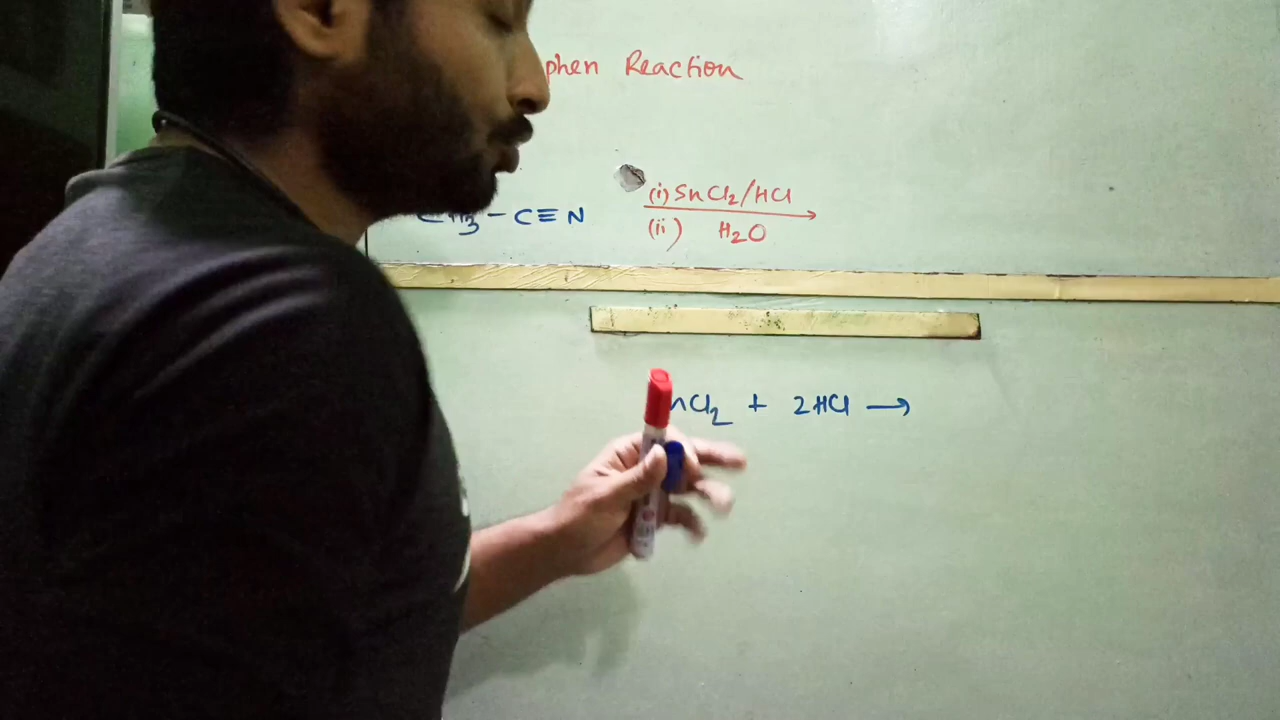 phen Reaction
CH₃ – C≡N (i) SnCl₂/HCl
(ii) H₂O
nCl₂ + 2HCl →